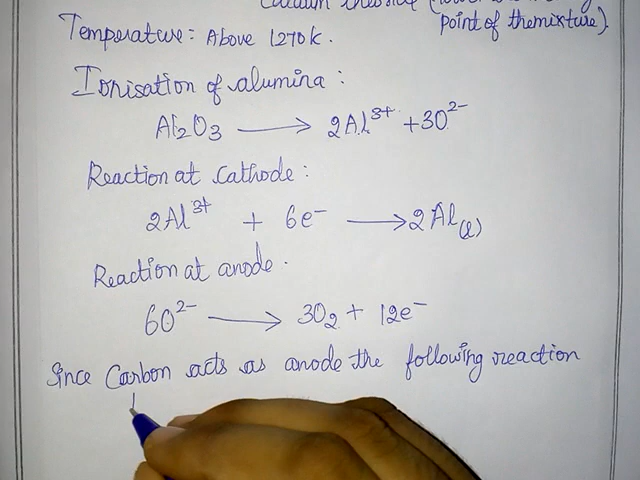 point of the mixture).
Temperature: Above 1270k.
Ionisation of alumina:
Al2O3 ⟶ 2Al³⁺ + 3O²⁻
Reaction at cathode:
2Al³⁺ + 6e⁻ ⟶ 2Al(l)
Reaction at anode.
6O²⁻ ⟶ 3O2 + 12e⁻
Since Carbon acts as anode the following reaction